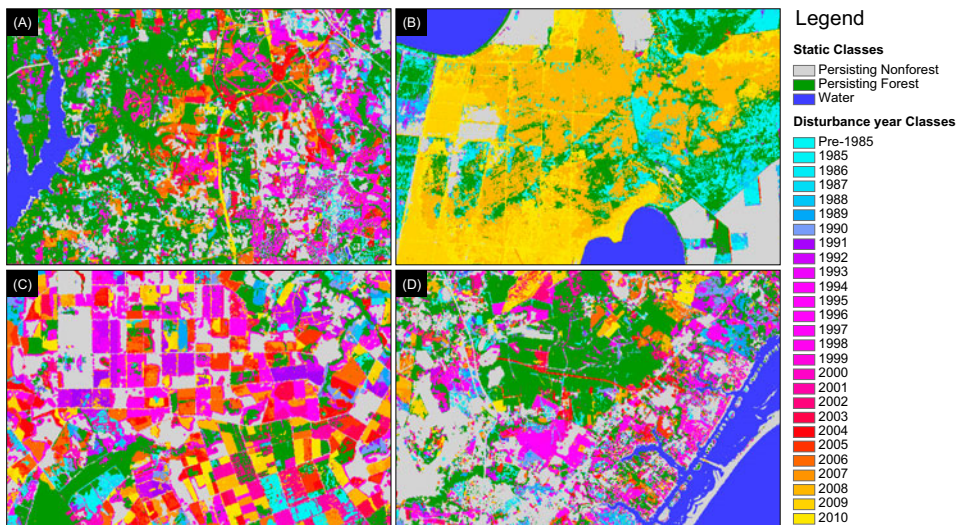 (A)
(B)
(C)
(D)
Legend
Static Classes
Persisting Nonforest
Persisting Forest
Water
Disturbance year Classes
Pre-1985
1985
1986
1987
1988
1989
1990
1991
1992
1993
1994
1995
1996
1997
1998
1999
2000
2001
2002
2003
2004
2005
2006
2007
2008
2009
2010